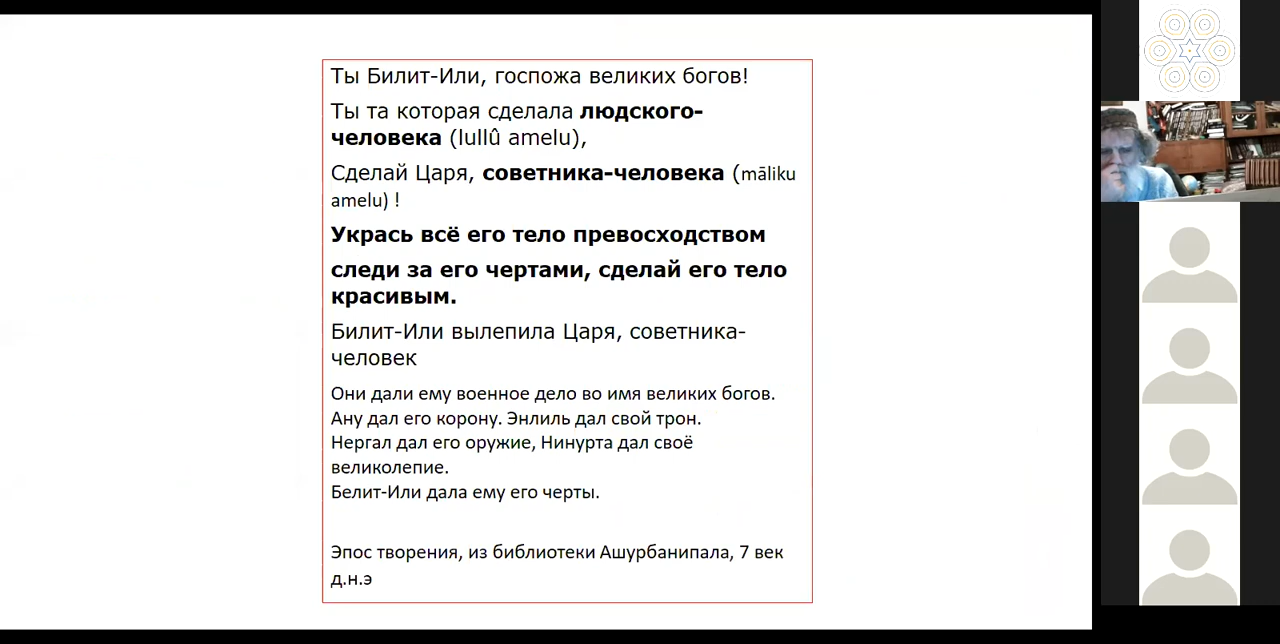 Ты Билит-Или, госпожа великих богов!
Ты та которая сделала людского-
человека (lullû amelu),
Сделай Царя, советника-человека (māliku
amelu) !
Укрась всё его тело превосходством
следи за его чертами, сделай его тело
красивым.
Билит-Или вылепила Царя, советника-
человек
Они дали ему военное дело во имя великих богов.
Ану дал его корону. Энлиль дал свой трон.
Нергал дал его оружие, Нинурта дал своё
великолепие.
Белит-Или дала ему его черты.
Эпос творения, из библиотеки Ашурбанипала, 7 век
д.н.э